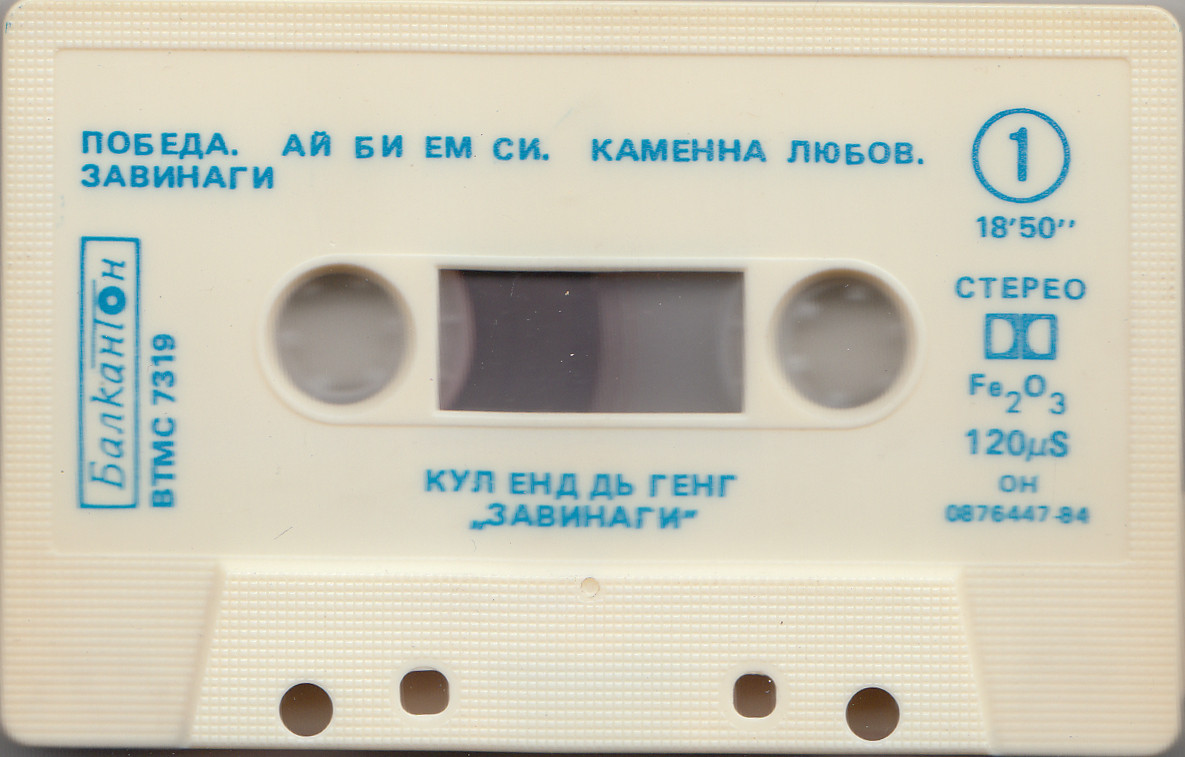 ПОБЕДА. АЙ БИ ЕМ СИ. КАМЕННА ЛЮБОВ.
ЗАВИНАГИ
1
18'50''
Балкантон
ВТМС 7319
СТЕРЕО
Fe₂O₃
120μS
ОН
0876447-84
КУЛ ЕНД ДЬ ГЕНГ
„ЗАВИНАГИ"